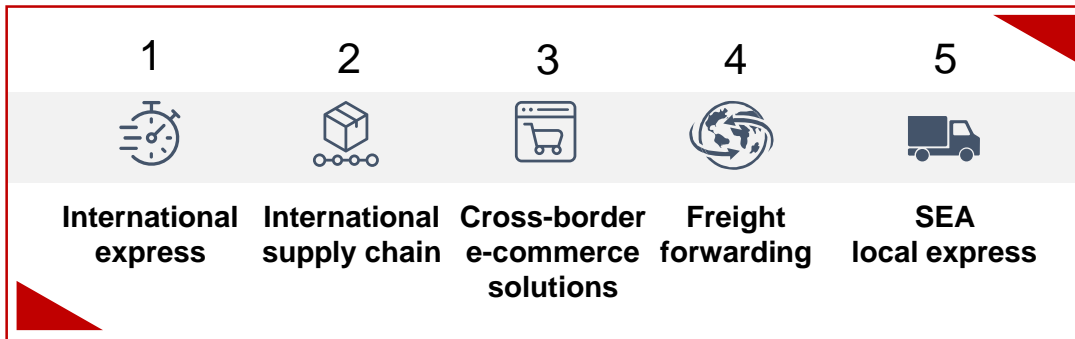 1
International
express
2
International
supply chain
3
Cross-border
e-commerce
solutions
4
Freight
forwarding
5
SEA
local express